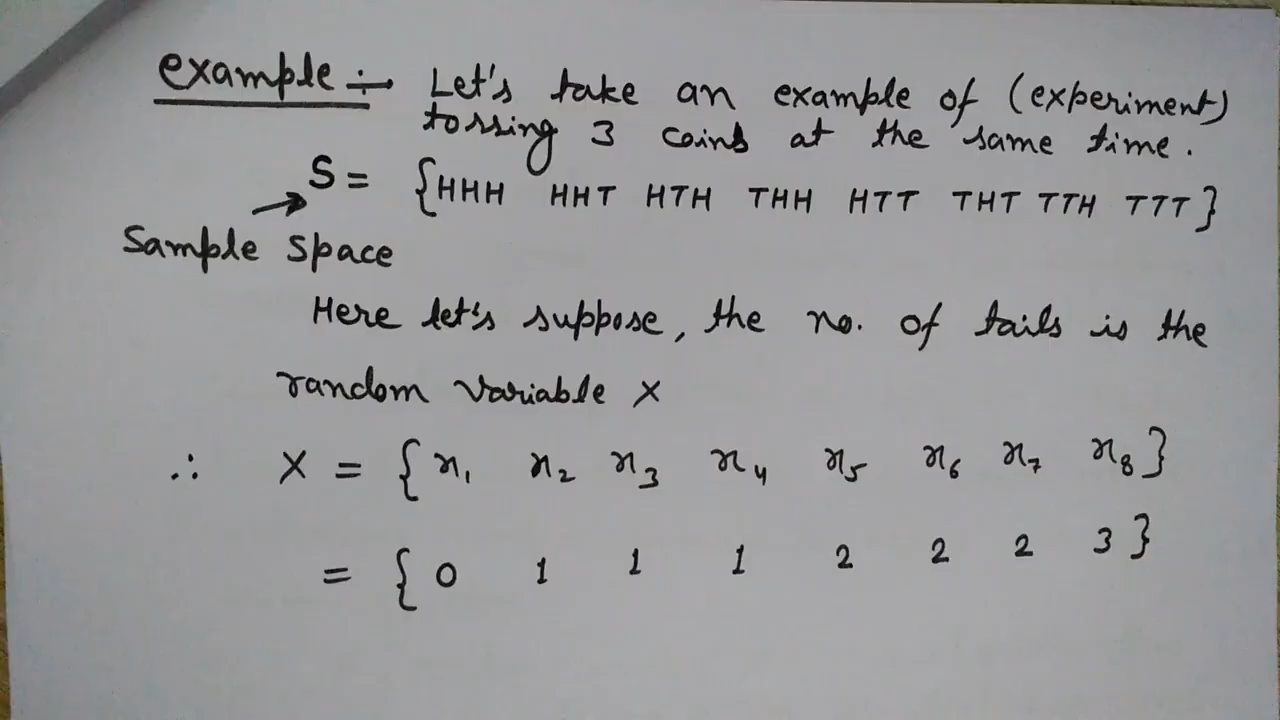 example :- Let's take an example of (experiment)
tossing 3 coins at the same time.
S = {HHH HHT HTH THH HTT THT TTH TTT}
Sample Space
Here let's suppose, the no. of tails is the
random variable X
∴ X = {x₁ x₂ x₃ x₄ x₅ x₆ x₇ x₈}
= {0 1 1 1 2 2 2 3}